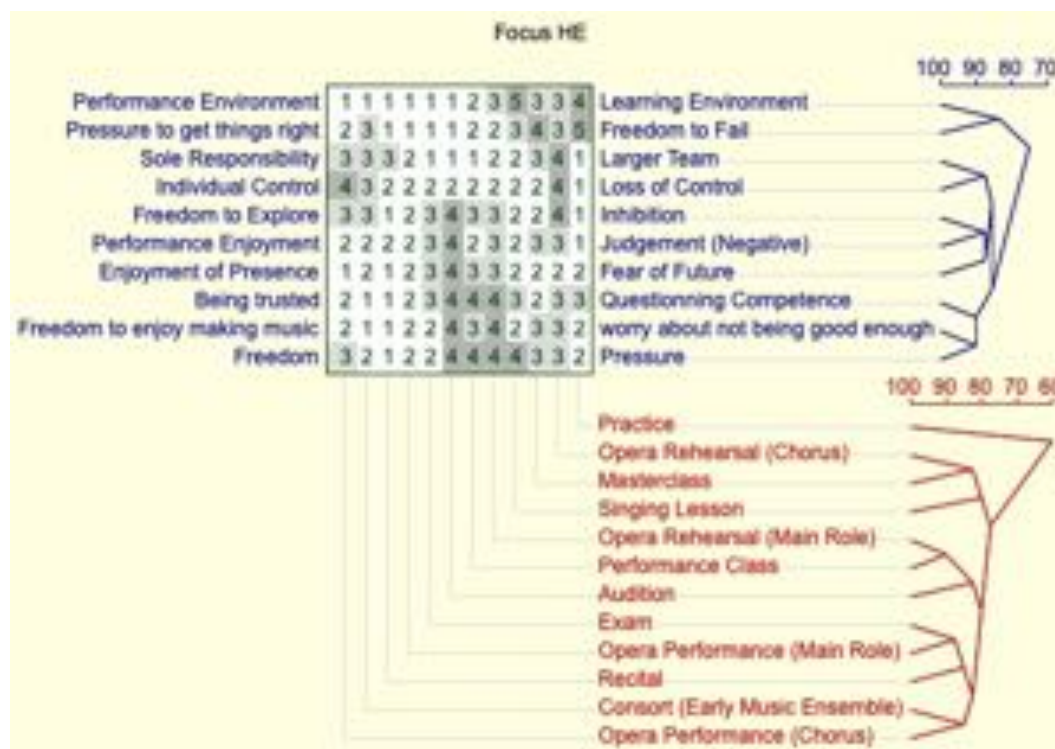 Focus HE
100 90 80 70
Performance Environment 1 1 1 1 1 1 2 3 5 3 3 4 Learning Environment
Pressure to get things right 2 3 1 1 1 1 2 2 3 4 3 5 Freedom to Fail
Sole Responsibility 3 3 3 2 1 1 1 2 2 3 4 1 Larger Team
Individual Control 4 3 2 2 2 2 2 2 2 2 4 1 Loss of Control
Freedom to Explore 3 3 1 2 3 4 3 3 2 2 4 1 Inhibition
Performance Enjoyment 2 2 2 2 3 4 2 3 2 3 3 1 Judgement (Negative)
Enjoyment of Presence 1 2 1 2 3 4 3 3 2 2 2 2 Fear of Future
Being trusted 2 1 1 2 3 4 4 4 3 2 3 3 Questionning Competence
Freedom to enjoy making music 2 1 1 2 2 4 3 4 2 3 3 2 worry about not being good enough
Freedom 3 2 1 2 2 4 4 4 4 3 3 2 Pressure
100 90 80 70 60
Practice
Opera Rehearsal (Chorus)
Masterclass
Singing Lesson
Opera Rehearsal (Main Role)
Performance Class
Audition
Exam
Opera Performance (Main Role)
Recital
Consort (Early Music Ensemble)
Opera Performance (Chorus)